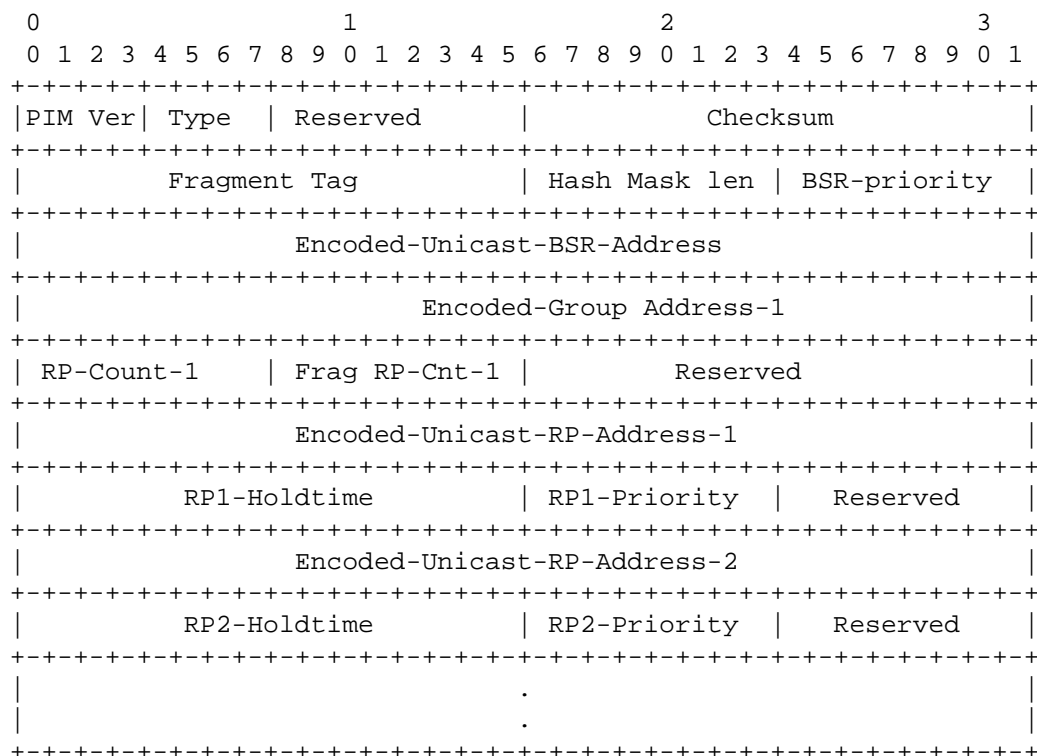 0                   1                   2                   3
 0 1 2 3 4 5 6 7 8 9 0 1 2 3 4 5 6 7 8 9 0 1 2 3 4 5 6 7 8 9 0 1
+-+-+-+-+-+-+-+-+-+-+-+-+-+-+-+-+-+-+-+-+-+-+-+-+-+-+-+-+-+-+-+-+
|PIM Ver| Type  | Reserved      |           Checksum            |
+-+-+-+-+-+-+-+-+-+-+-+-+-+-+-+-+-+-+-+-+-+-+-+-+-+-+-+-+-+-+-+-+
|         Fragment Tag          | Hash Mask len | BSR-priority  |
+-+-+-+-+-+-+-+-+-+-+-+-+-+-+-+-+-+-+-+-+-+-+-+-+-+-+-+-+-+-+-+-+
|                 Encoded-Unicast-BSR-Address                   |
+-+-+-+-+-+-+-+-+-+-+-+-+-+-+-+-+-+-+-+-+-+-+-+-+-+-+-+-+-+-+-+-+
|                         Encoded-Group Address-1               |
+-+-+-+-+-+-+-+-+-+-+-+-+-+-+-+-+-+-+-+-+-+-+-+-+-+-+-+-+-+-+-+-+
| RP-Count-1    | Frag RP-Cnt-1 |         Reserved              |
+-+-+-+-+-+-+-+-+-+-+-+-+-+-+-+-+-+-+-+-+-+-+-+-+-+-+-+-+-+-+-+-+
|                 Encoded-Unicast-RP-Address-1                  |
+-+-+-+-+-+-+-+-+-+-+-+-+-+-+-+-+-+-+-+-+-+-+-+-+-+-+-+-+-+-+-+-+
|          RP1-Holdtime         | RP1-Priority  |   Reserved    |
+-+-+-+-+-+-+-+-+-+-+-+-+-+-+-+-+-+-+-+-+-+-+-+-+-+-+-+-+-+-+-+-+
|                 Encoded-Unicast-RP-Address-2                  |
+-+-+-+-+-+-+-+-+-+-+-+-+-+-+-+-+-+-+-+-+-+-+-+-+-+-+-+-+-+-+-+-+
|          RP2-Holdtime         | RP2-Priority  |   Reserved    |
+-+-+-+-+-+-+-+-+-+-+-+-+-+-+-+-+-+-+-+-+-+-+-+-+-+-+-+-+-+-+-+-+
|                               .                               |
|                               .                               |
+-+-+-+-+-+-+-+-+-+-+-+-+-+-+-+-+-+-+-+-+-+-+-+-+-+-+-+-+-+-+-+-+